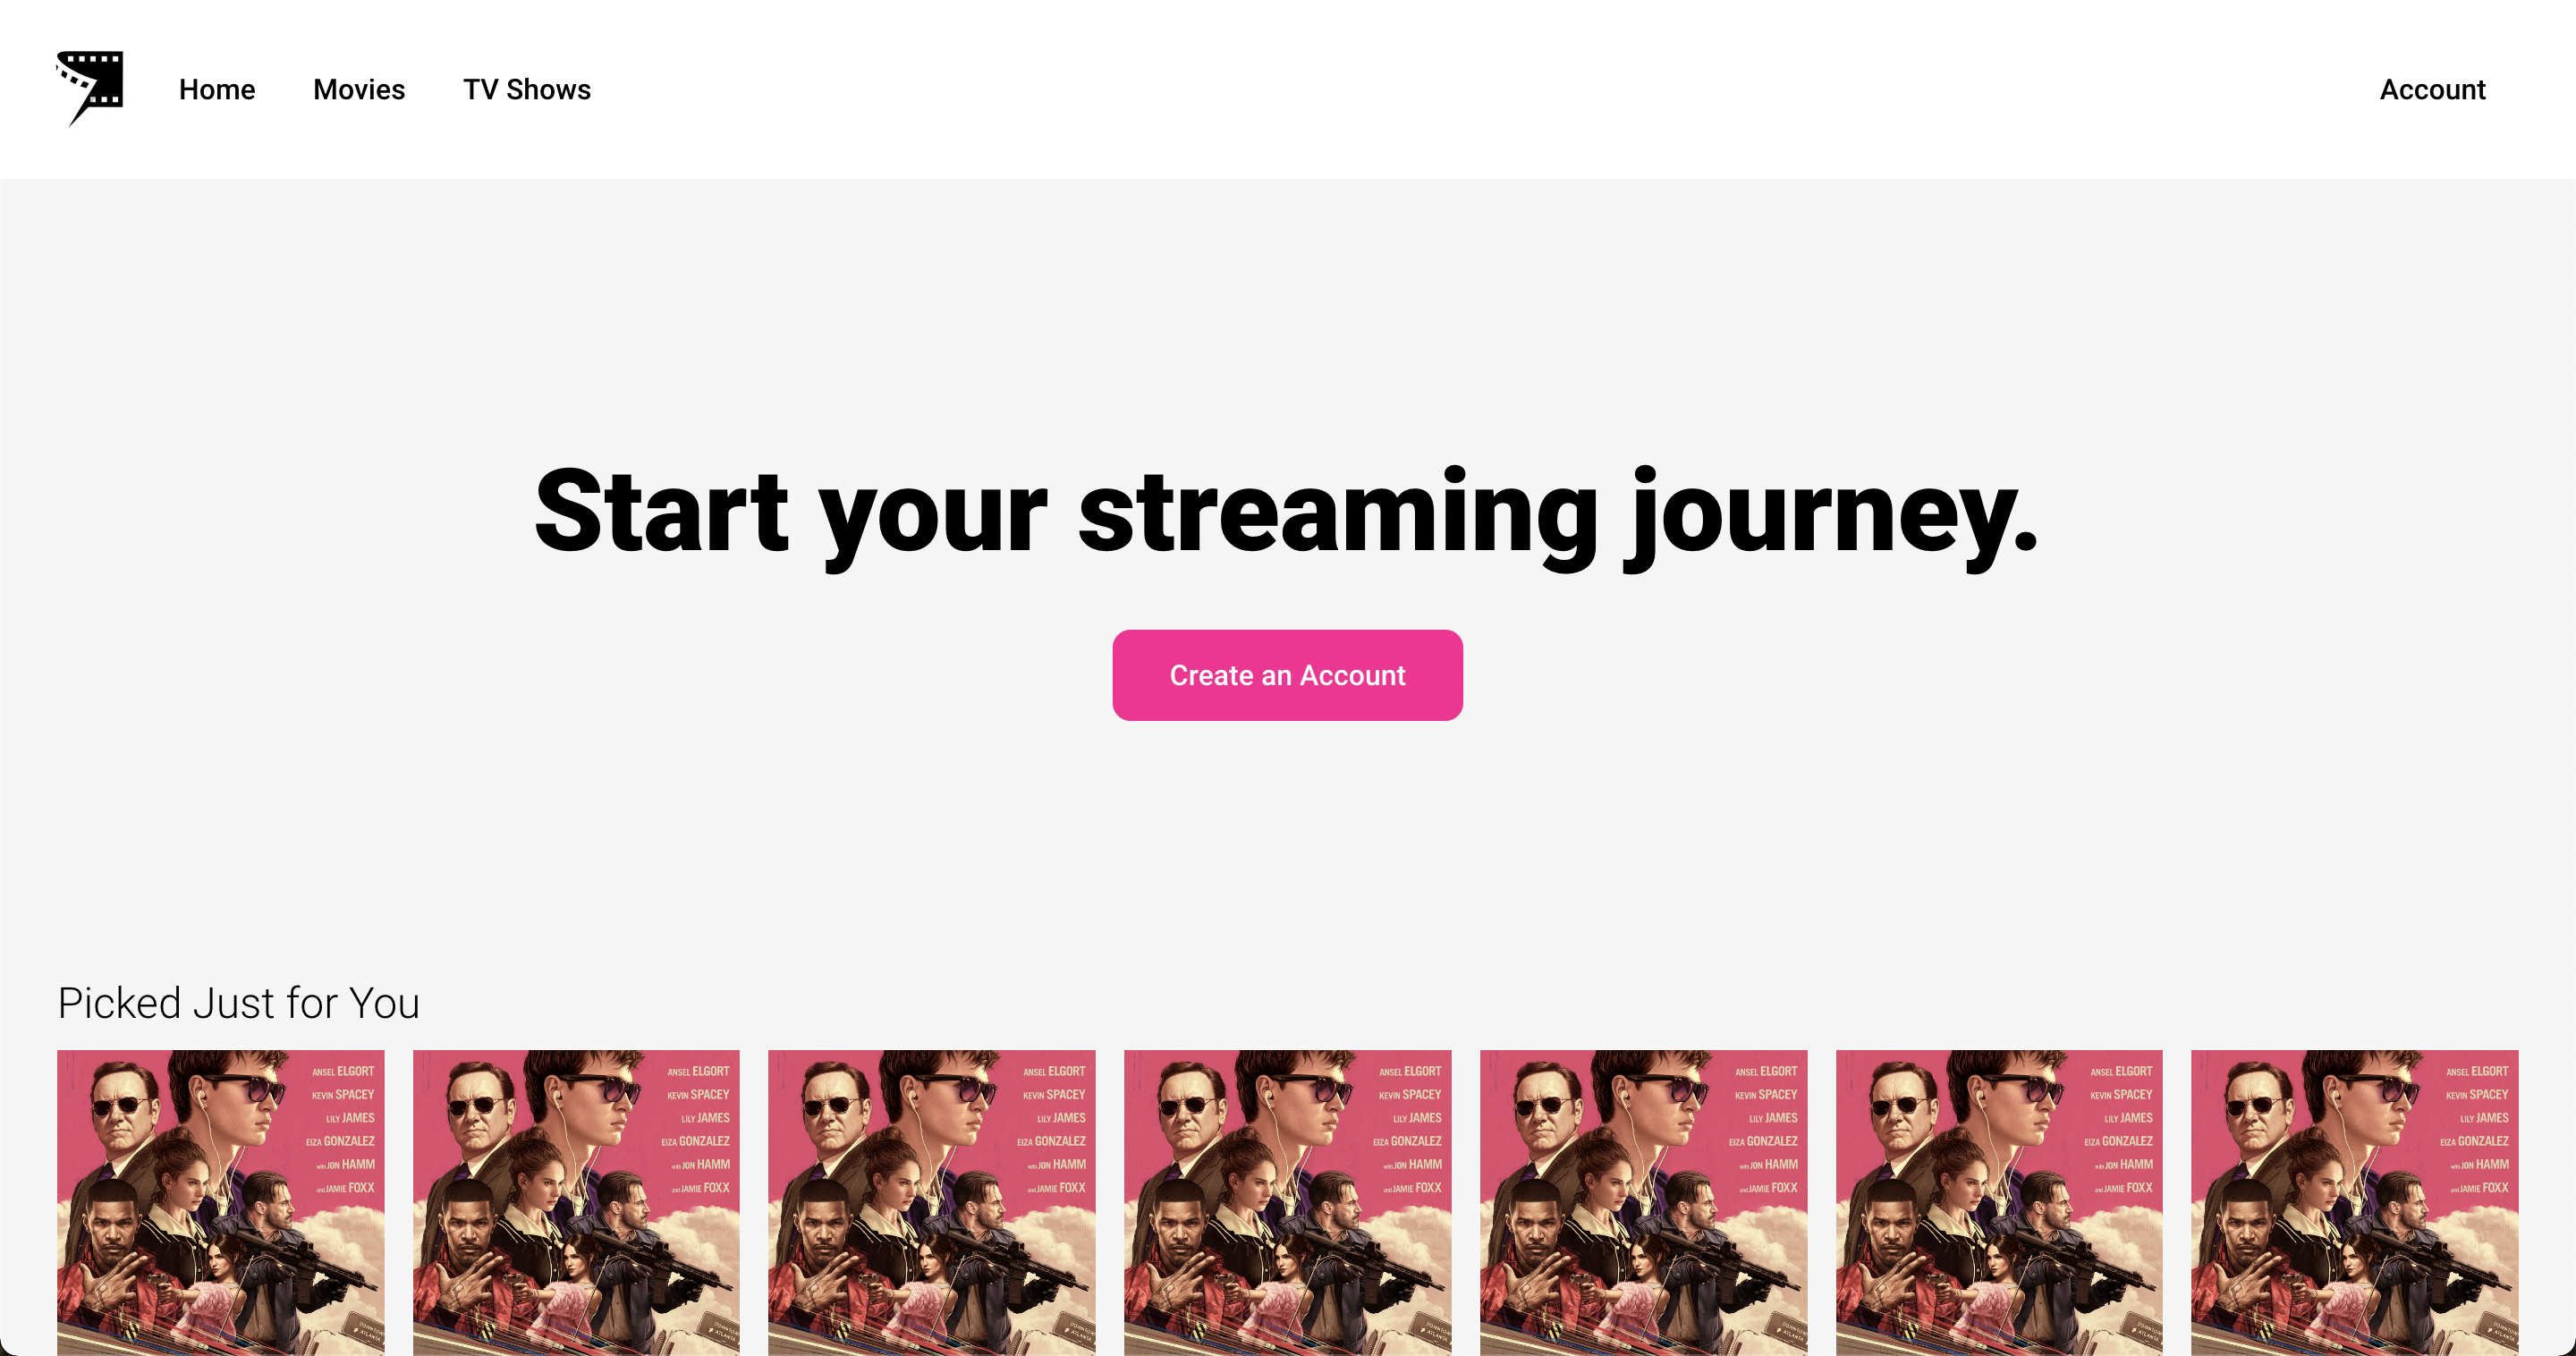 Home Movies TV Shows Account
Start your streaming journey.
Create an Account
Picked Just for You
ANSEL ELGORT ANSEL ELGORT ANSEL ELGORT ANSEL ELGORT ANSEL ELGORT ANSEL ELGORT ANSEL ELGORT
KEVIN SPACEY KEVIN SPACEY KEVIN SPACEY KEVIN SPACEY KEVIN SPACEY KEVIN SPACEY KEVIN SPACEY
LILY JAMES LILY JAMES LILY JAMES LILY JAMES LILY JAMES LILY JAMES LILY JAMES
EIZA GONZALEZ EIZA GONZALEZ EIZA GONZALEZ EIZA GONZALEZ EIZA GONZALEZ EIZA GONZALEZ EIZA GONZALEZ
with JON HAMM with JON HAMM with JON HAMM with JON HAMM with JON HAMM with JON HAMM with JON HAMM
and JAMIE FOXX and JAMIE FOXX and JAMIE FOXX and JAMIE FOXX and JAMIE FOXX and JAMIE FOXX and JAMIE FOXX